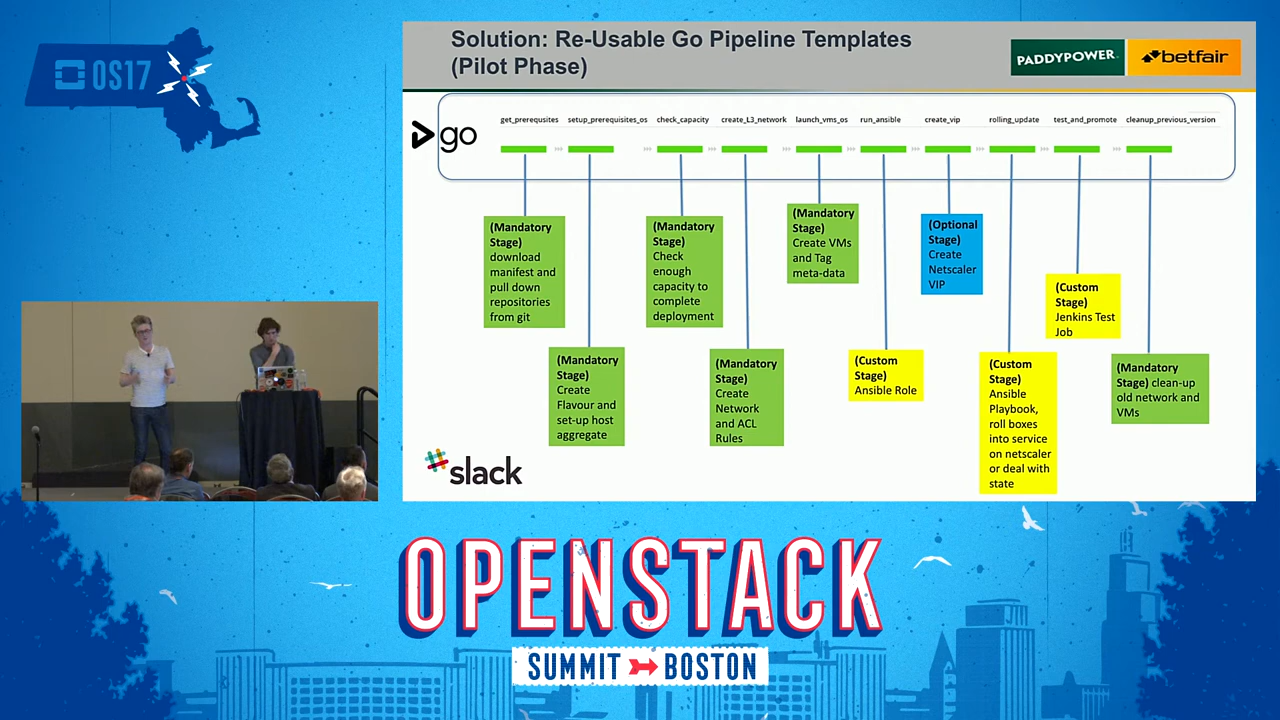 OS17
Solution: Re-Usable Go Pipeline Templates
(Pilot Phase)
PADDYPOWER.
betfair
go
get_prerequsites
setup_prerequisites_os
check_capacity
create_L3_network
launch_vms_os
run_ansible
create_vip
rolling_update
test_and_promote
cleanup_previous_version
(Mandatory
Stage)
download
manifest and
pull down
repositories
from git
(Mandatory
Stage)
Create
Flavour and
set-up host
aggregate
(Mandatory
Stage)
Check
enough
capacity to
complete
deployment
(Mandatory
Stage)
Create
Network
and ACL
Rules
(Mandatory
Stage)
Create VMs
and Tag
meta-data
(Custom
Stage)
Ansible Role
(Optional
Stage)
Create
Netscaler
VIP
(Custom
Stage)
Ansible
Playbook,
roll boxes
into service
on netscaler
or deal with
state
(Custom
Stage)
Jenkins Test
Job
(Mandatory
Stage) clean-up
old network and
VMs
slack
OPENSTACK
SUMMIT BOSTON